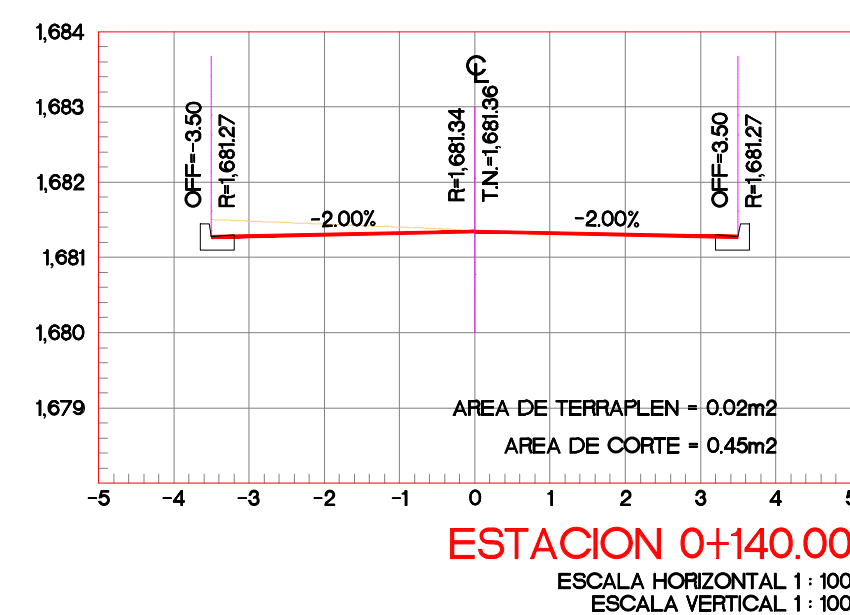 1,684
1,683
1,682
1,681
1,680
1,679
OFF=-3.50
R=1,681.27
℄
R=1,681.34
T.N.=1,681.36
OFF=3.50
R=1,681.27
-2.00%
-2.00%
AREA DE TERRAPLEN = 0.02m2
AREA DE CORTE = 0.45m2
-5 -4 -3 -2 -1 0 1 2 3 4 5
ESTACION 0+140.00
ESCALA HORIZONTAL 1 : 100
ESCALA VERTICAL 1 : 100